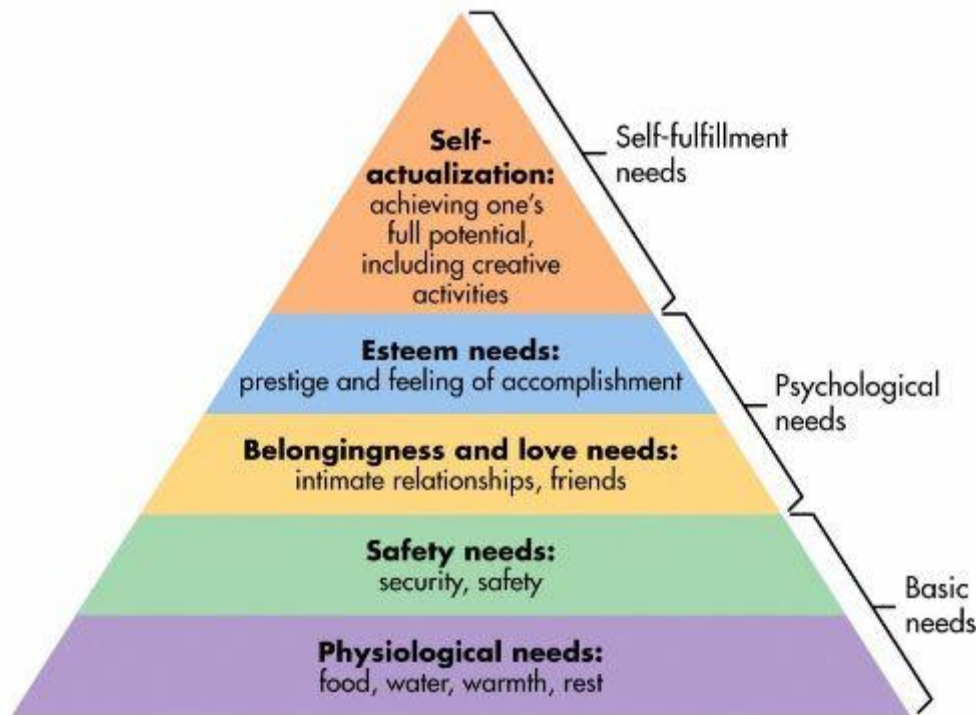 Self-
actualization:
achieving one's
full potential,
including creative
activities
Self-fulfillment
needs
Esteem needs:
prestige and feeling of accomplishment
Psychological
needs
Belongingness and love needs:
intimate relationships, friends
Safety needs:
security, safety
Basic
needs
Physiological needs:
food, water, warmth, rest